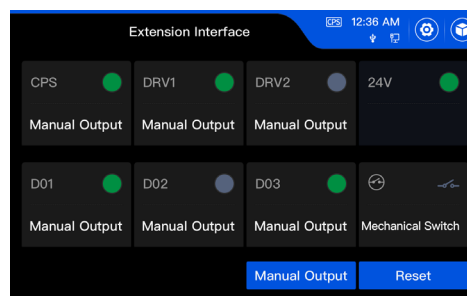 Extension Interface
CPS 12:36 AM
CPS DRV1 DRV2 24V
Manual Output Manual Output Manual Output
D01 D02 D03
Manual Output Manual Output Manual Output Mechanical Switch
Manual Output Reset